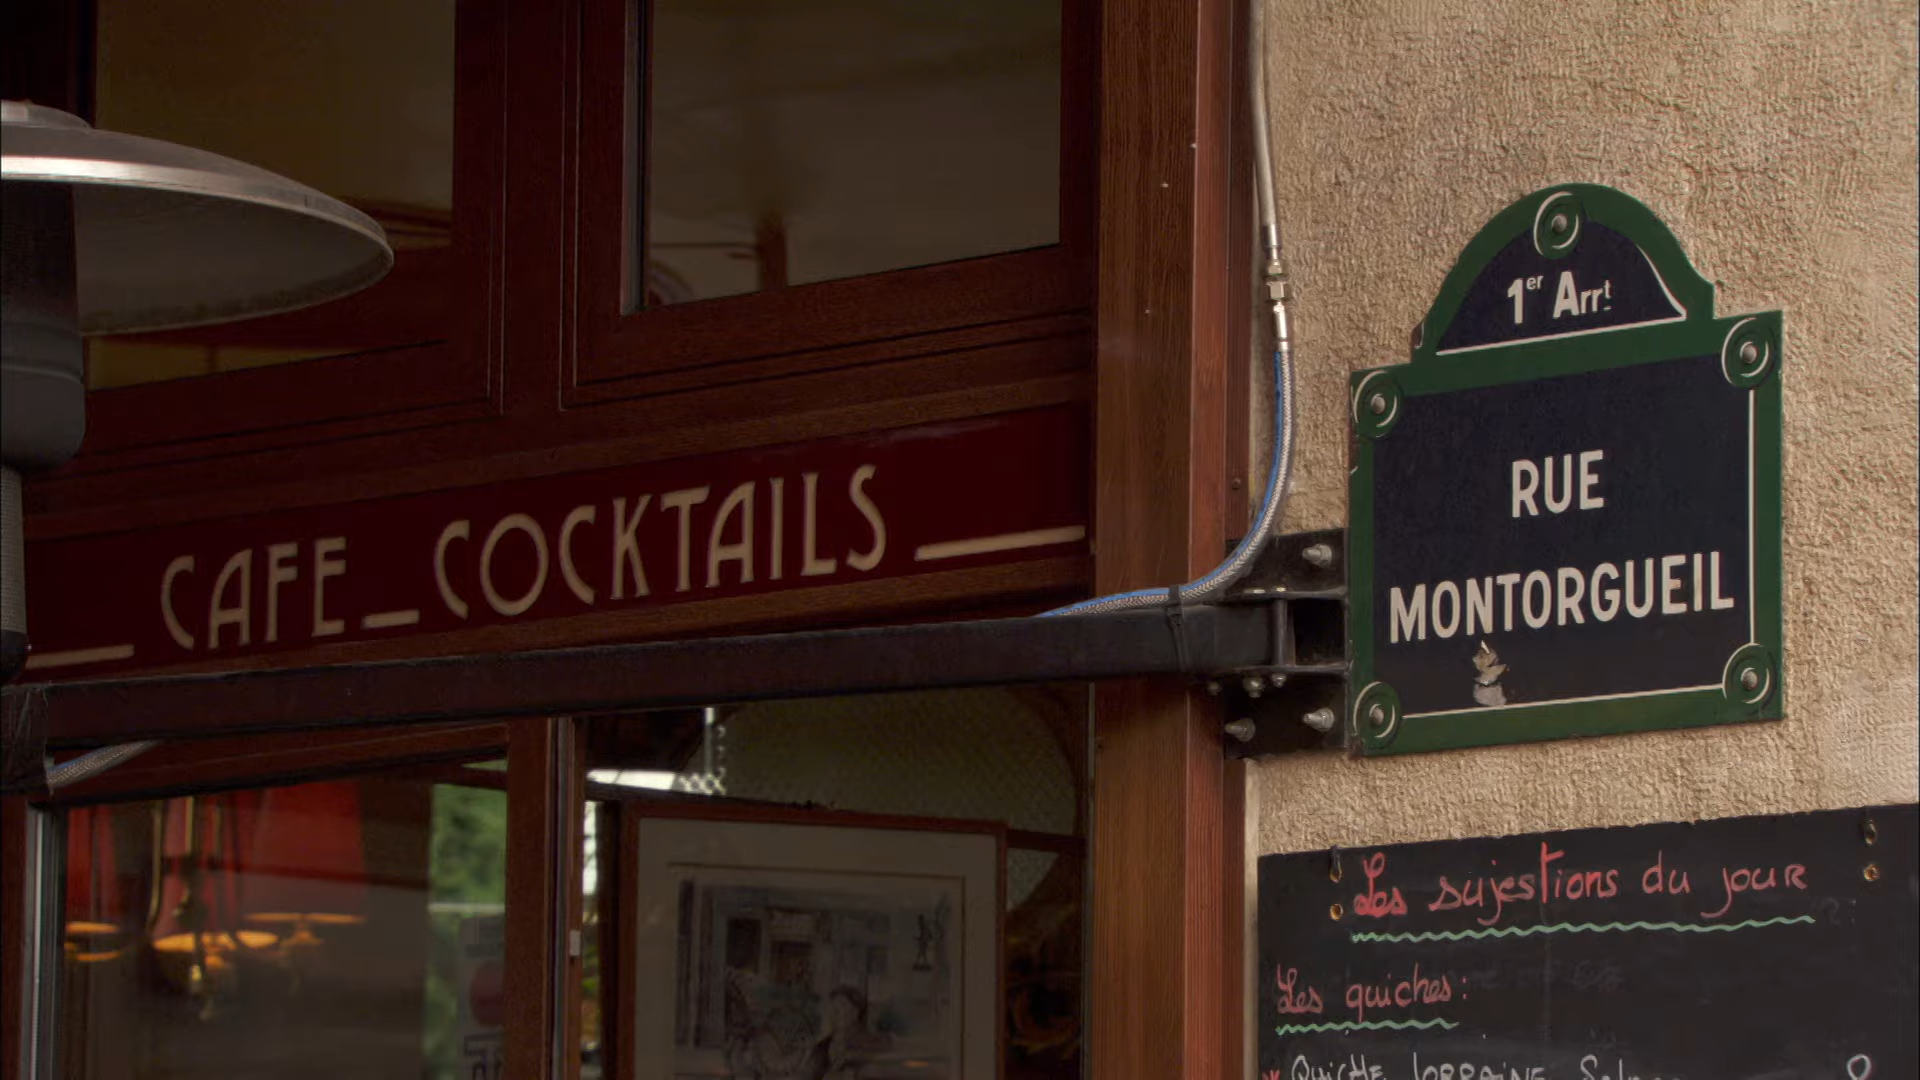 CAFE_COCKTAILS
1er Arrt
RUE
MONTORGUEIL
Les sujestions du jour
Les quiches:
QUICHE LORRAINE